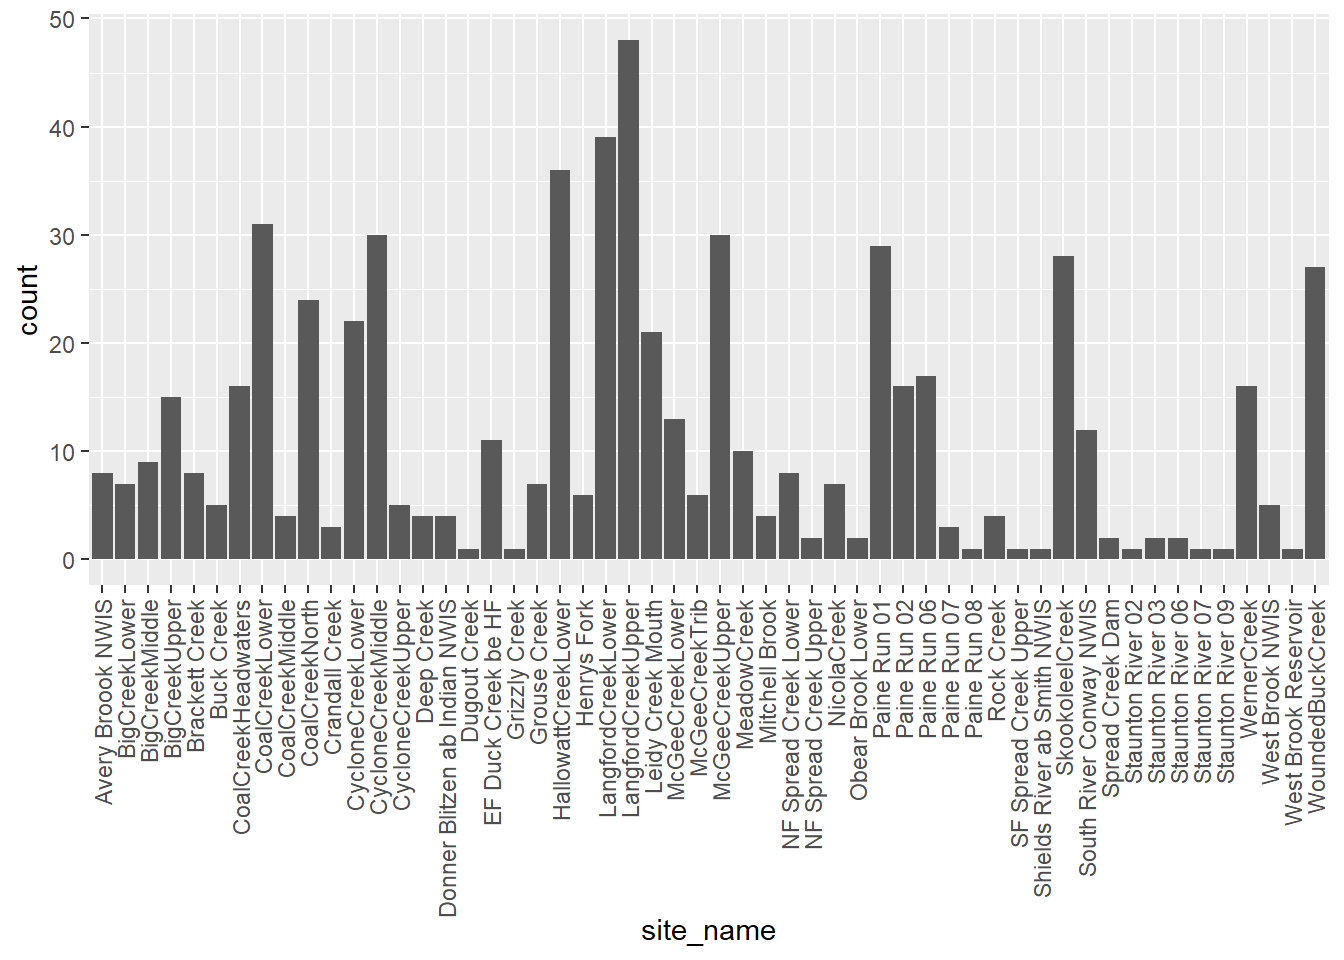 50
40
30
20
10
0
count
Avery Brook NWIS
BigCreekLower
BigCreekMiddle
BigCreekUpper
Brackett Creek
Buck Creek
CoalCreekHeadwaters
CoalCreekLower
CoalCreekMiddle
CoalCreekNorth
Crandall Creek
CycloneCreekLower
CycloneCreekMiddle
CycloneCreekUpper
Deep Creek
Donner Blitzen ab Indian NWIS
Dugout Creek
EF Duck Creek be HF
Grizzly Creek
Grouse Creek
HallowattCreekLower
Henrys Fork
LangfordCreekLower
LangfordCreekUpper
Leidy Creek Mouth
McGeeCreekLower
McGeeCreekTrib
McGeeCreekUpper
MeadowCreek
Mitchell Brook
NF Spread Creek Lower
NF Spread Creek Upper
NicolaCreek
Obear Brook Lower
Paine Run 01
Paine Run 02
Paine Run 06
Paine Run 07
Paine Run 08
Rock Creek
SF Spread Creek Upper
Shields River ab Smith NWIS
SkookoleelCreek
South River Conway NWIS
Spread Creek Dam
Staunton River 02
Staunton River 03
Staunton River 06
Staunton River 07
Staunton River 09
WernerCreek
West Brook NWIS
West Brook Reservoir
WoundedBuckCreek
site_name